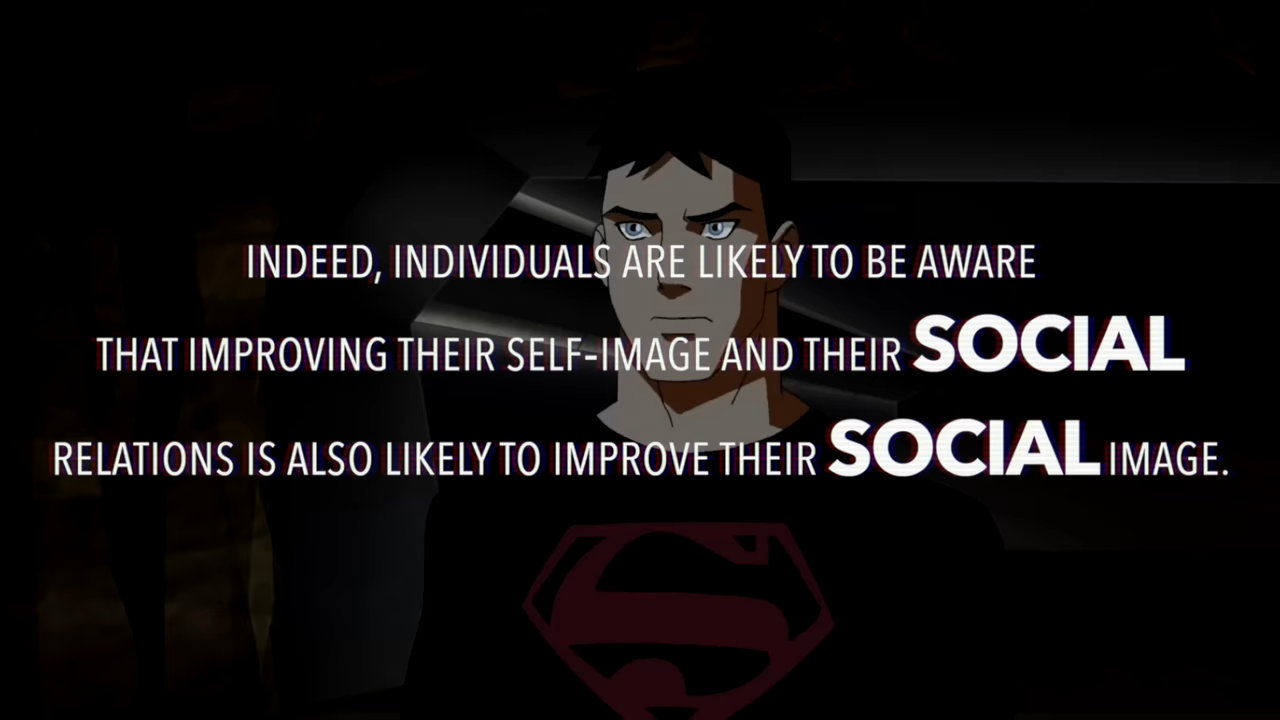 INDEED, INDIVIDUALS ARE LIKELY TO BE AWARE
THAT IMPROVING THEIR SELF-IMAGE AND THEIR SOCIAL
RELATIONS IS ALSO LIKELY TO IMPROVE THEIR SOCIAL IMAGE.